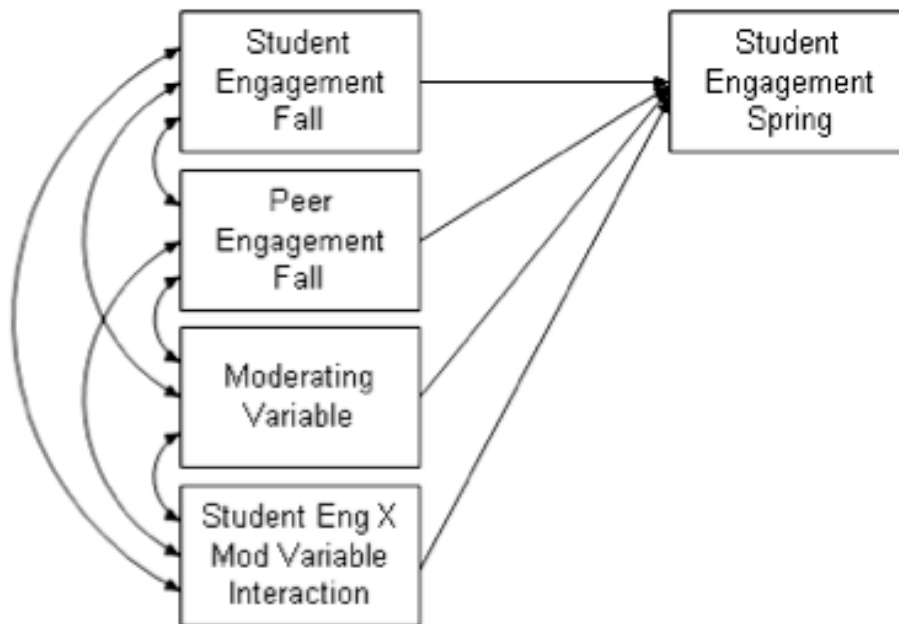 Student
Engagement
Fall
Student
Engagement
Spring
Peer
Engagement
Fall
Moderating
Variable
Student Eng X
Mod Variable
Interaction